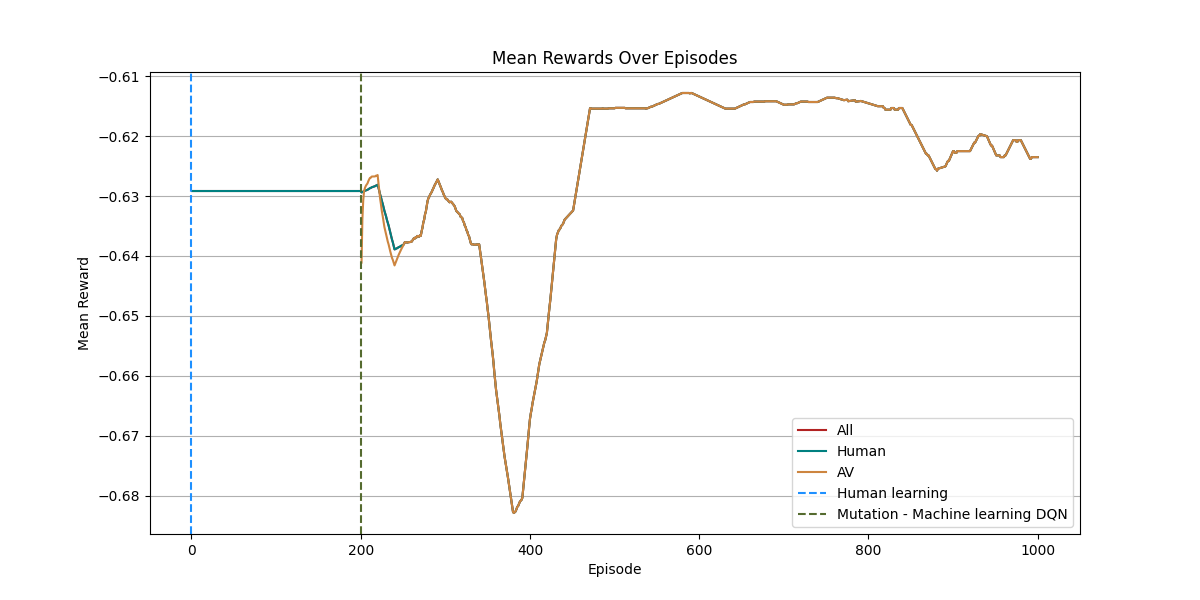 Mean Rewards Over Episodes
Mean Reward
−0.61
−0.62
−0.63
−0.64
−0.65
−0.66
−0.67
−0.68
All
Human
AV
Human learning
Mutation - Machine learning DQN
0
200
400
600
800
1000
Episode